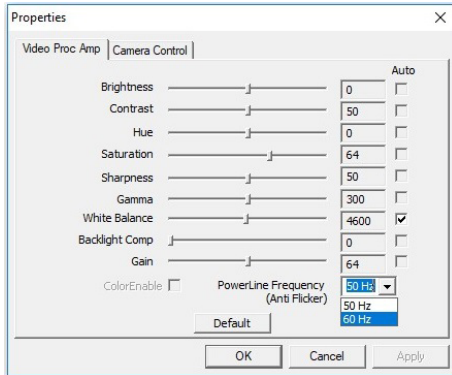 Properties
Video Proc Amp Camera Control
Auto
Brightness 0
Contrast 50
Hue 0
Saturation 64
Sharpness 50
Gamma 300
White Balance 4600
Backlight Comp 0
Gain 64
ColorEnable PowerLine Frequency 50 Hz
(Anti Flicker)
50 Hz
60 Hz
Default
OK Cancel Apply